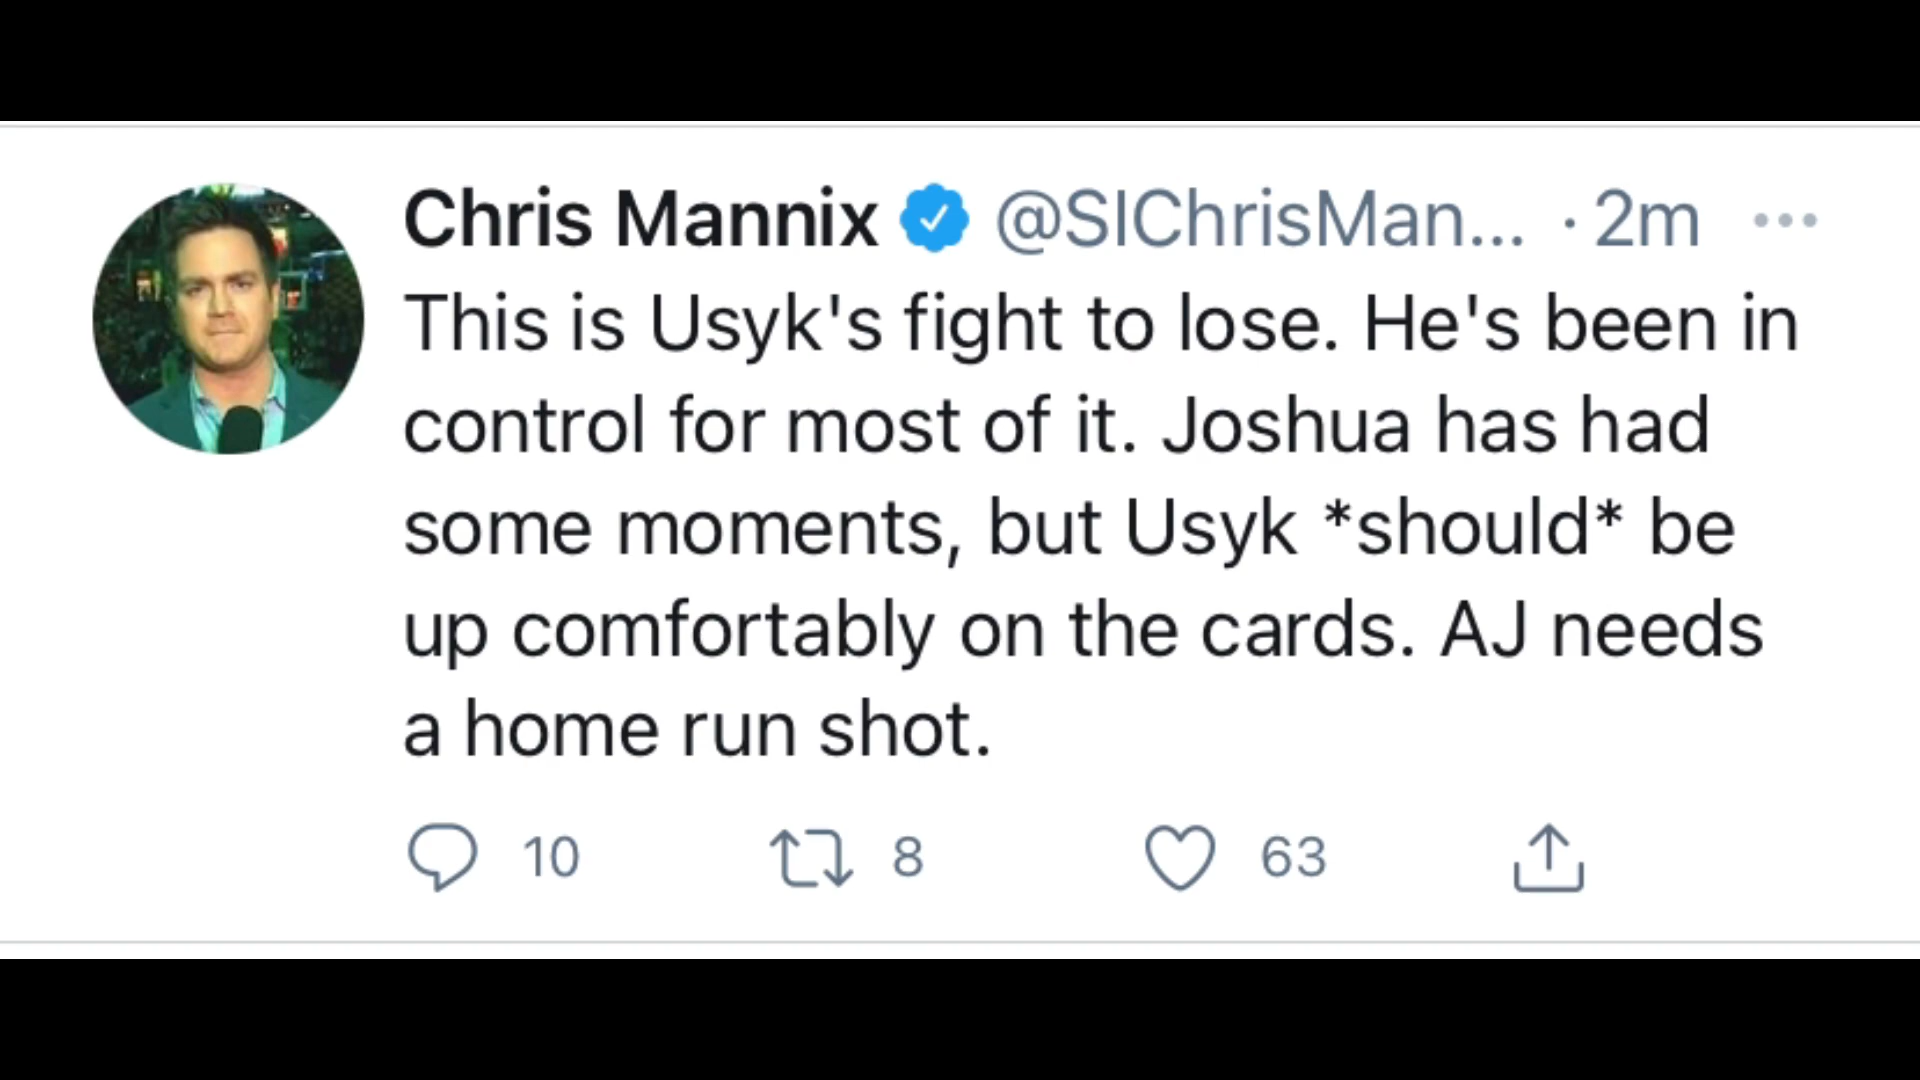 Chris Mannix @SIChrisMan... · 2m
This is Usyk's fight to lose. He's been in
control for most of it. Joshua has had
some moments, but Usyk *should* be
up comfortably on the cards. AJ needs
a home run shot.
10 8 63